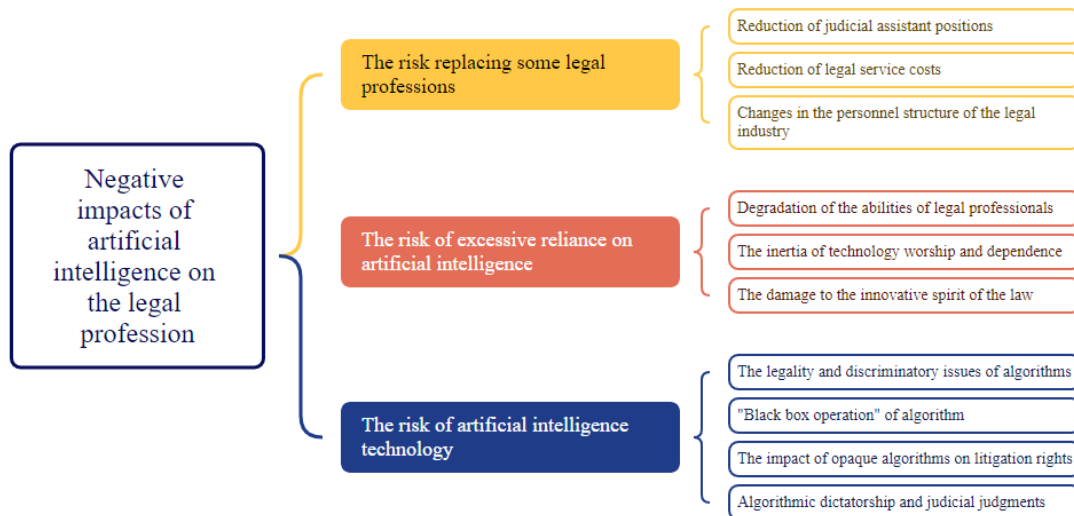 Negative
impacts of
artificial
intelligence on
the legal
profession
The risk replacing some legal
professions
Reduction of judicial assistant positions
Reduction of legal service costs
Changes in the personnel structure of the legal
industry
The risk of excessive reliance on
artificial intelligence
Degradation of the abilities of legal professionals
The inertia of technology worship and dependence
The damage to the innovative spirit of the law
The risk of artificial intelligence
technology
The legality and discriminatory issues of algorithms
"Black box operation" of algorithm
The impact of opaque algorithms on litigation rights
Algorithmic dictatorship and judicial judgments